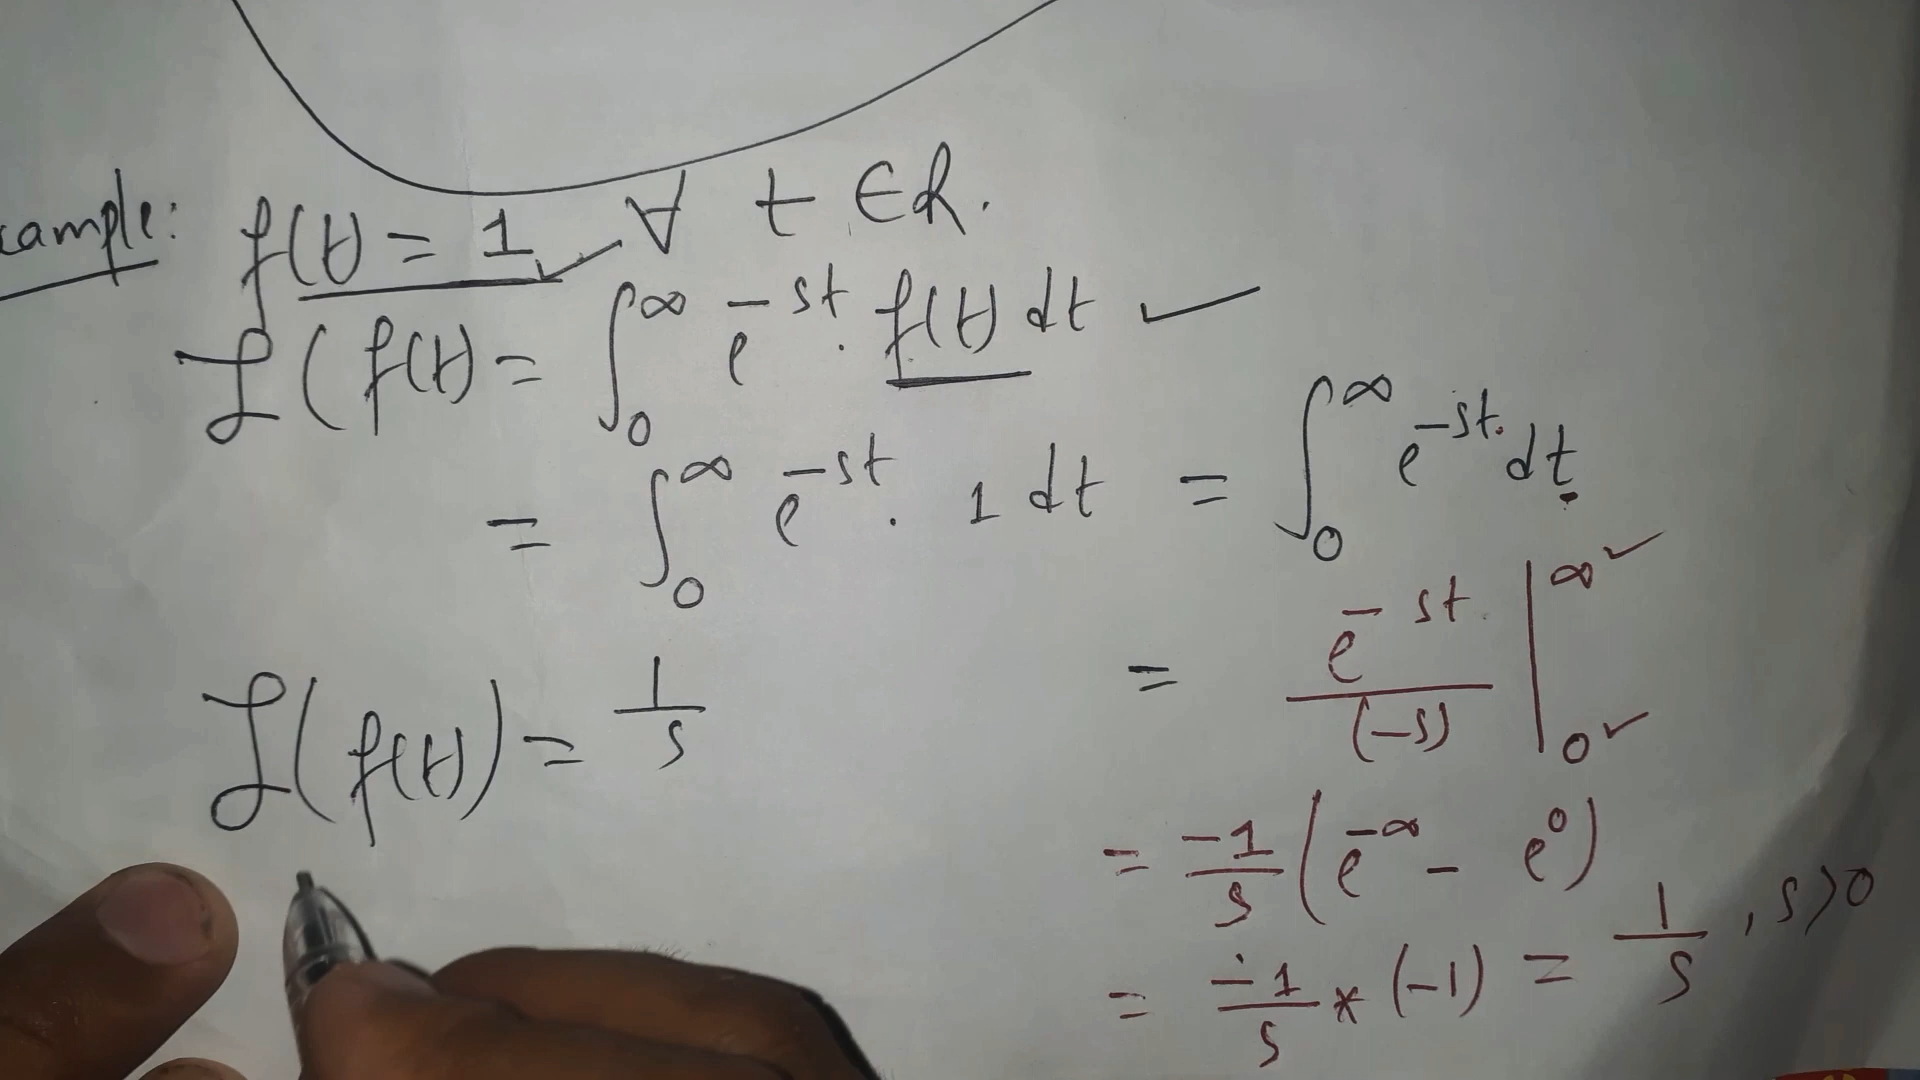 xample: f(t) = 1 ∀ t ∈ R.
ℒ(f(t) = ∫₀^∞ e^{-st} . f(t) dt
= ∫₀^∞ e^{-st} . 1 dt = ∫₀^∞ e^{-st} dt
= e^{-st} / (-s) |₀^∞
ℒ(f(t)) = 1/s
= -1/s (e^{-∞} - e^0)
= -1/s * (-1) = 1/s , s>0